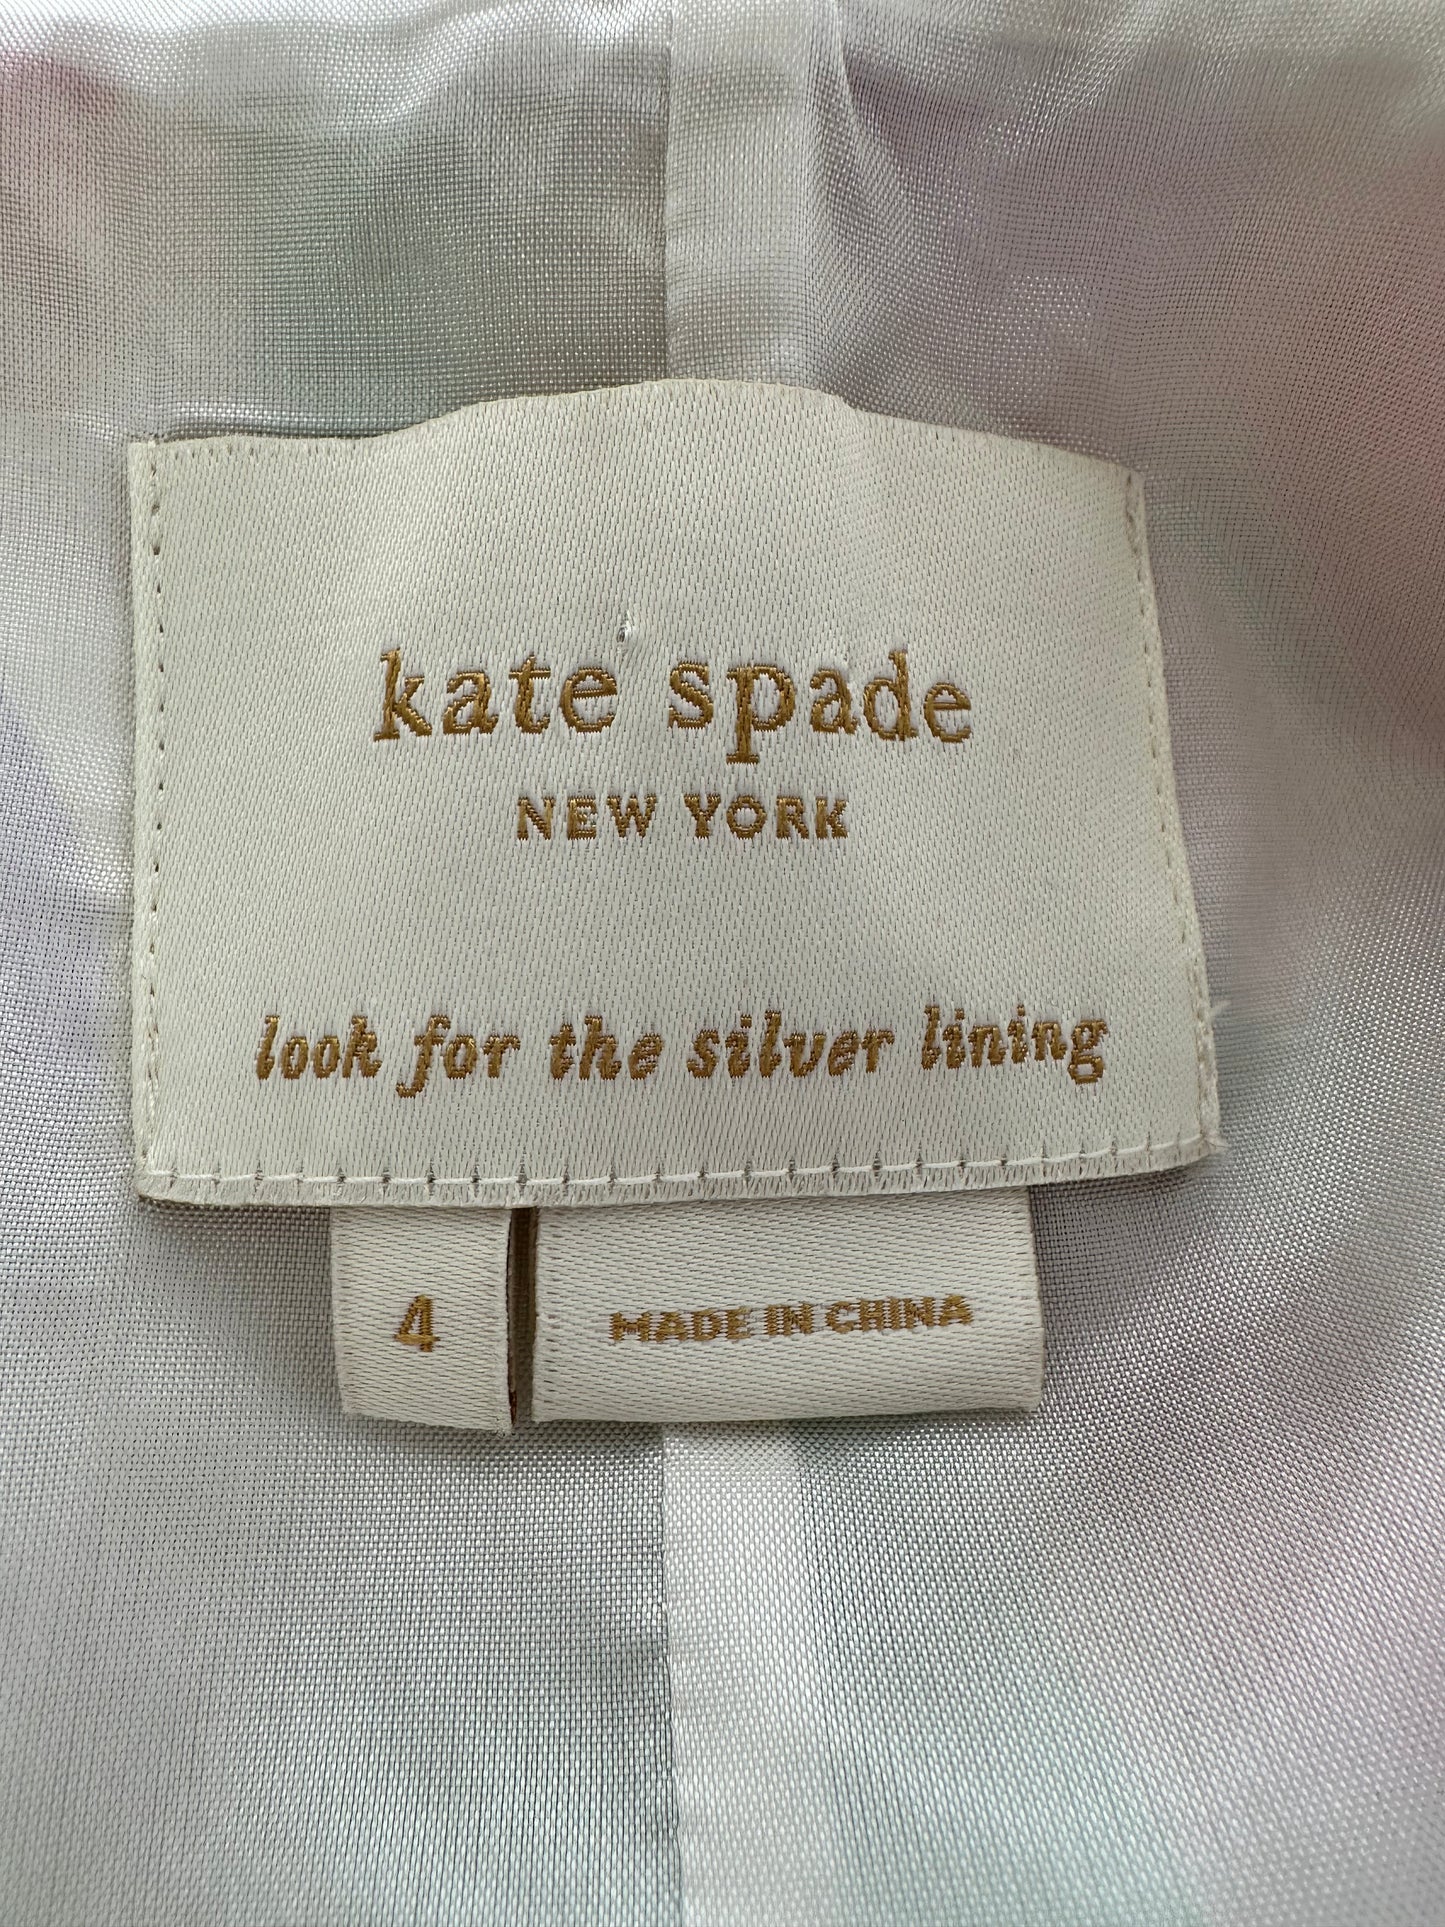 kate spade
NEW YORK
look for the silver lining
4
MADE IN CHINA